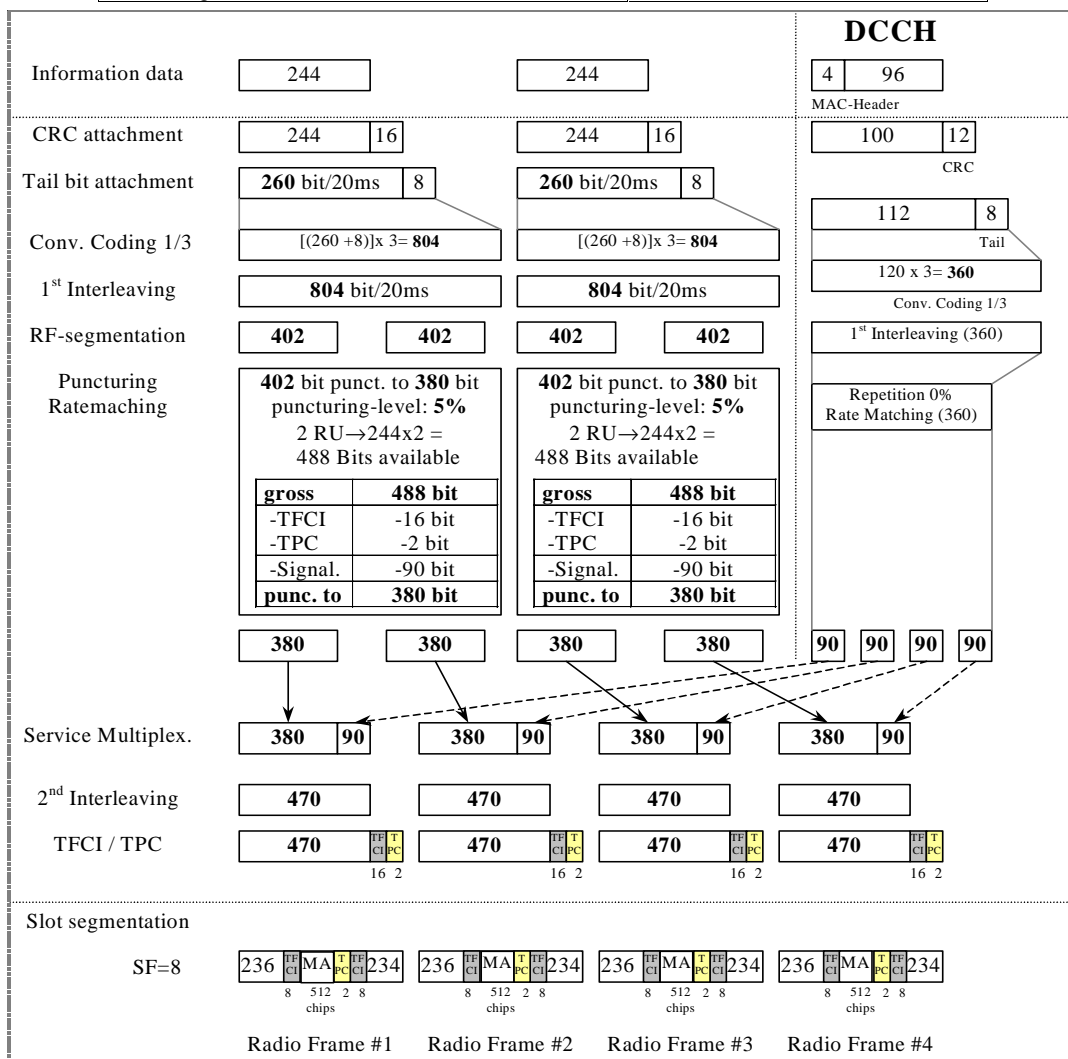 DCCH
Information data 244 244 4 96
MAC-Header
CRC attachment 244 16 244 16 100 12
CRC
Tail bit attachment 260 bit/20ms 8 260 bit/20ms 8
112 8
Tail
Conv. Coding 1/3 [(260 +8)]x 3= 804 [(260 +8)]x 3= 804
120 x 3= 360
Conv. Coding 1/3
1st Interleaving 804 bit/20ms 804 bit/20ms
RF-segmentation 402 402 402 402 1st Interleaving (360)
Puncturing
Ratemaching
402 bit punct. to 380 bit
puncturing-level: 5%
2 RU→244x2 =
488 Bits available
gross 488 bit
-TFCI -16 bit
-TPC -2 bit
-Signal. -90 bit
punc. to 380 bit
402 bit punct. to 380 bit
puncturing-level: 5%
2 RU→244x2 =
488 Bits available
gross 488 bit
-TFCI -16 bit
-TPC -2 bit
-Signal. -90 bit
punc. to 380 bit
Repetition 0%
Rate Matching (360)
380 380 380 380 90 90 90 90
Service Multiplex. 380 90 380 90 380 90 380 90
2nd Interleaving 470 470 470 470
TFCI / TPC 470 TF CI T PC 470 TF CI T PC 470 TF CI T PC 470 TF CI T PC
16 2 16 2 16 2 16 2
Slot segmentation
SF=8 236 TF CI MA T PC TF CI 234 236 TF CI MA T PC TF CI 234 236 TF CI MA T PC TF CI 234 236 TF CI MA T PC TF CI 234
8 512 2 8 8 512 2 8 8 512 2 8 8 512 2 8
chips chips chips chips
Radio Frame #1 Radio Frame #2 Radio Frame #3 Radio Frame #4